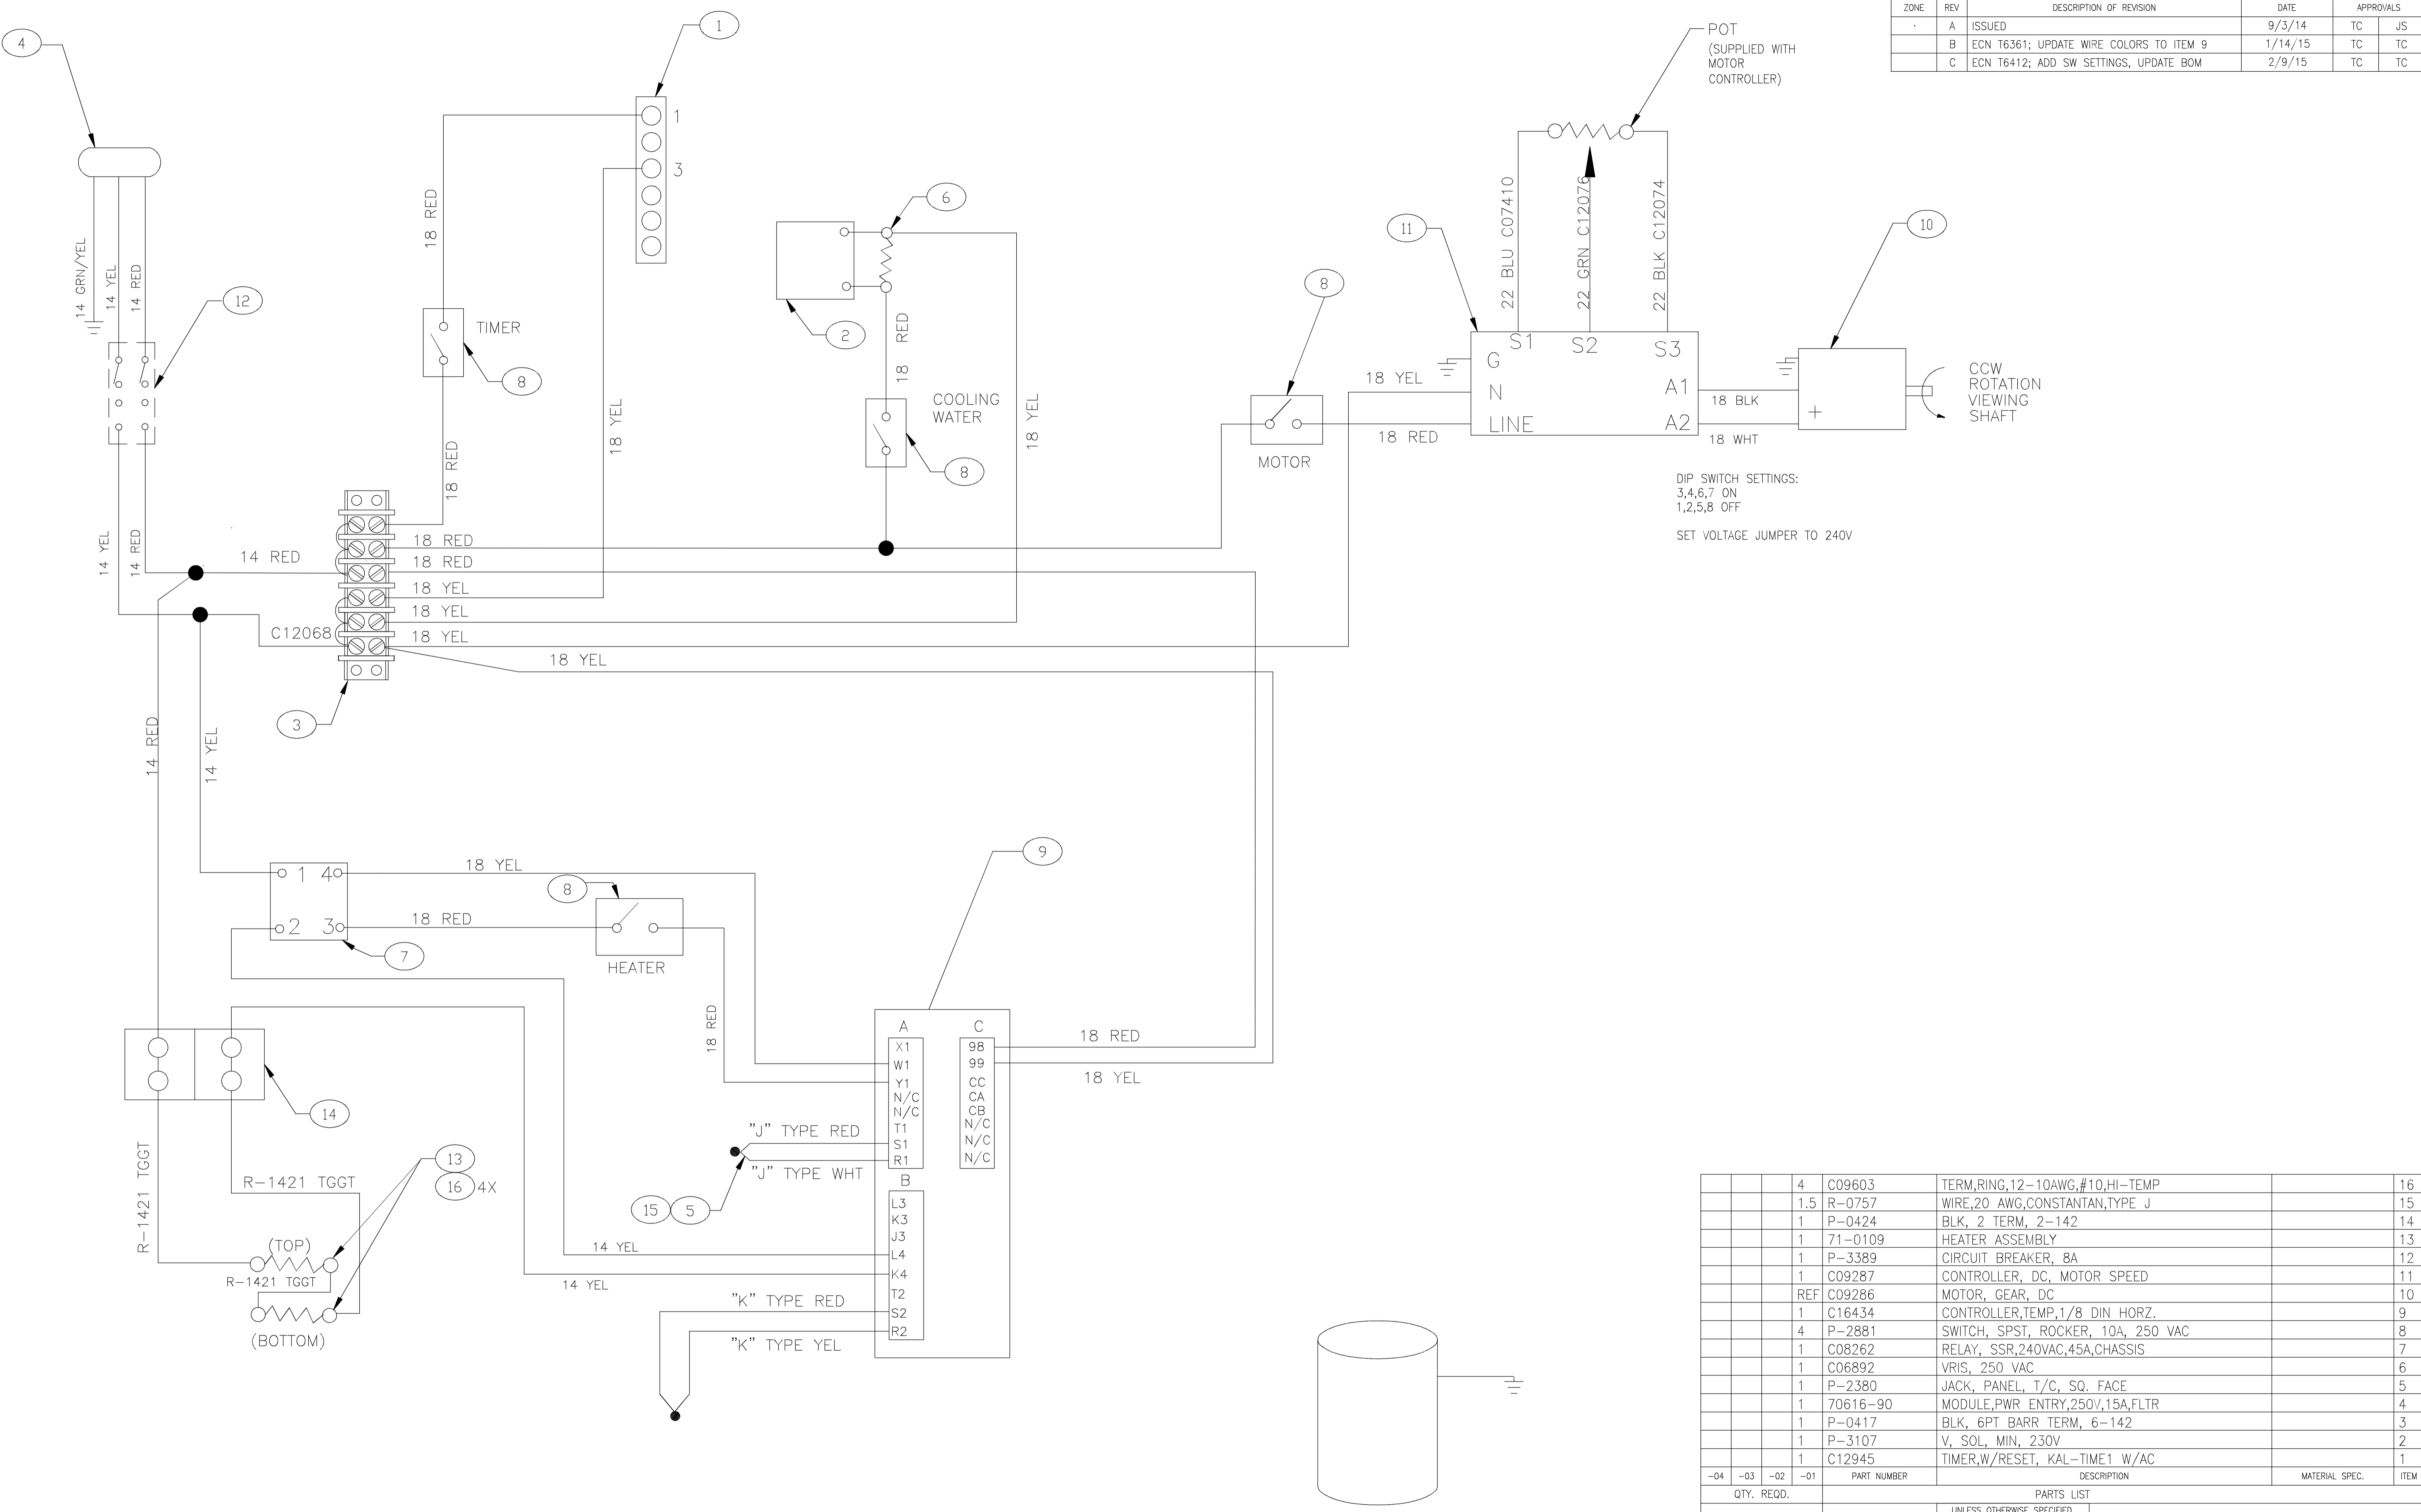 ZONE REV DESCRIPTION OF REVISION DATE APPROVALS
A ISSUED 9/3/14 TC JS
B ECN T6361; UPDATE WIRE COLORS TO ITEM 9 1/14/15 TC TC
C ECN T6412; ADD SW SETTINGS, UPDATE BOM 2/9/15 TC TC
4
1
1
3
14 GRN/YEL
14 YEL
14 RED
12
18 RED
TIMER
8
18 RED
18 YEL
6
2
18 RED
COOLING
WATER
8
18 YEL
POT
(SUPPLIED WITH
MOTOR
CONTROLLER)
22 BLU C07410
22 GRN C12076
22 BLK C12074
11
10
8
S1 S2 S3
G
N
LINE
A1
A2
18 YEL
18 RED
MOTOR
18 BLK
18 WHT
+
CCW
ROTATION
VIEWING
SHAFT
DIP SWITCH SETTINGS:
3,4,6,7 ON
1,2,5,8 OFF
SET VOLTAGE JUMPER TO 240V
14 YEL
14 RED
14 RED
C12068
18 RED
18 RED
18 YEL
18 YEL
18 YEL
18 YEL
3
14 RED
14 YEL
1 4
2 3
7
18 YEL
18 RED
8
HEATER
18 RED
9
A
X1
W1
Y1
N/C
N/C
T1
S1
R1
C
98
99
CC
CA
CB
N/C
N/C
N/C
18 RED
18 YEL
B
L3
K3
J3
L4
K4
T2
S2
R2
"J" TYPE RED
"J" TYPE WHT
15 5
14 YEL
14 YEL
"K" TYPE RED
"K" TYPE YEL
14
R-1421 TGGT
R-1421 TGGT
13
16 4X
(TOP)
R-1421 TGGT
(BOTTOM)
4 C09603 TERM,RING,12-10AWG,#10,HI-TEMP 16
1.5 R-0757 WIRE,20 AWG,CONSTANTAN,TYPE J 15
1 P-0424 BLK, 2 TERM, 2-142 14
1 71-0109 HEATER ASSEMBLY 13
1 P-3389 CIRCUIT BREAKER, 8A 12
1 C09287 CONTROLLER, DC, MOTOR SPEED 11
REF C09286 MOTOR, GEAR, DC 10
1 C16434 CONTROLLER,TEMP,1/8 DIN HORZ. 9
4 P-2881 SWITCH, SPST, ROCKER, 10A, 250 VAC 8
1 C08262 RELAY, SSR,240VAC,45A,CHASSIS 7
1 C06892 VRIS, 250 VAC 6
1 P-2380 JACK, PANEL, T/C, SQ. FACE 5
1 70616-90 MODULE,PWR ENTRY,250V,15A,FLTR 4
1 P-0417 BLK, 6PT BARR TERM, 6-142 3
1 P-3107 V, SOL, MIN, 230V 2
1 C12945 TIMER,W/RESET, KAL-TIME1 W/AC 1
-04 -03 -02 -01 PART NUMBER DESCRIPTION MATERIAL SPEC. ITEM
QTY. REQD. PARTS LIST
UNLESS OTHERWISE SPECIFIED